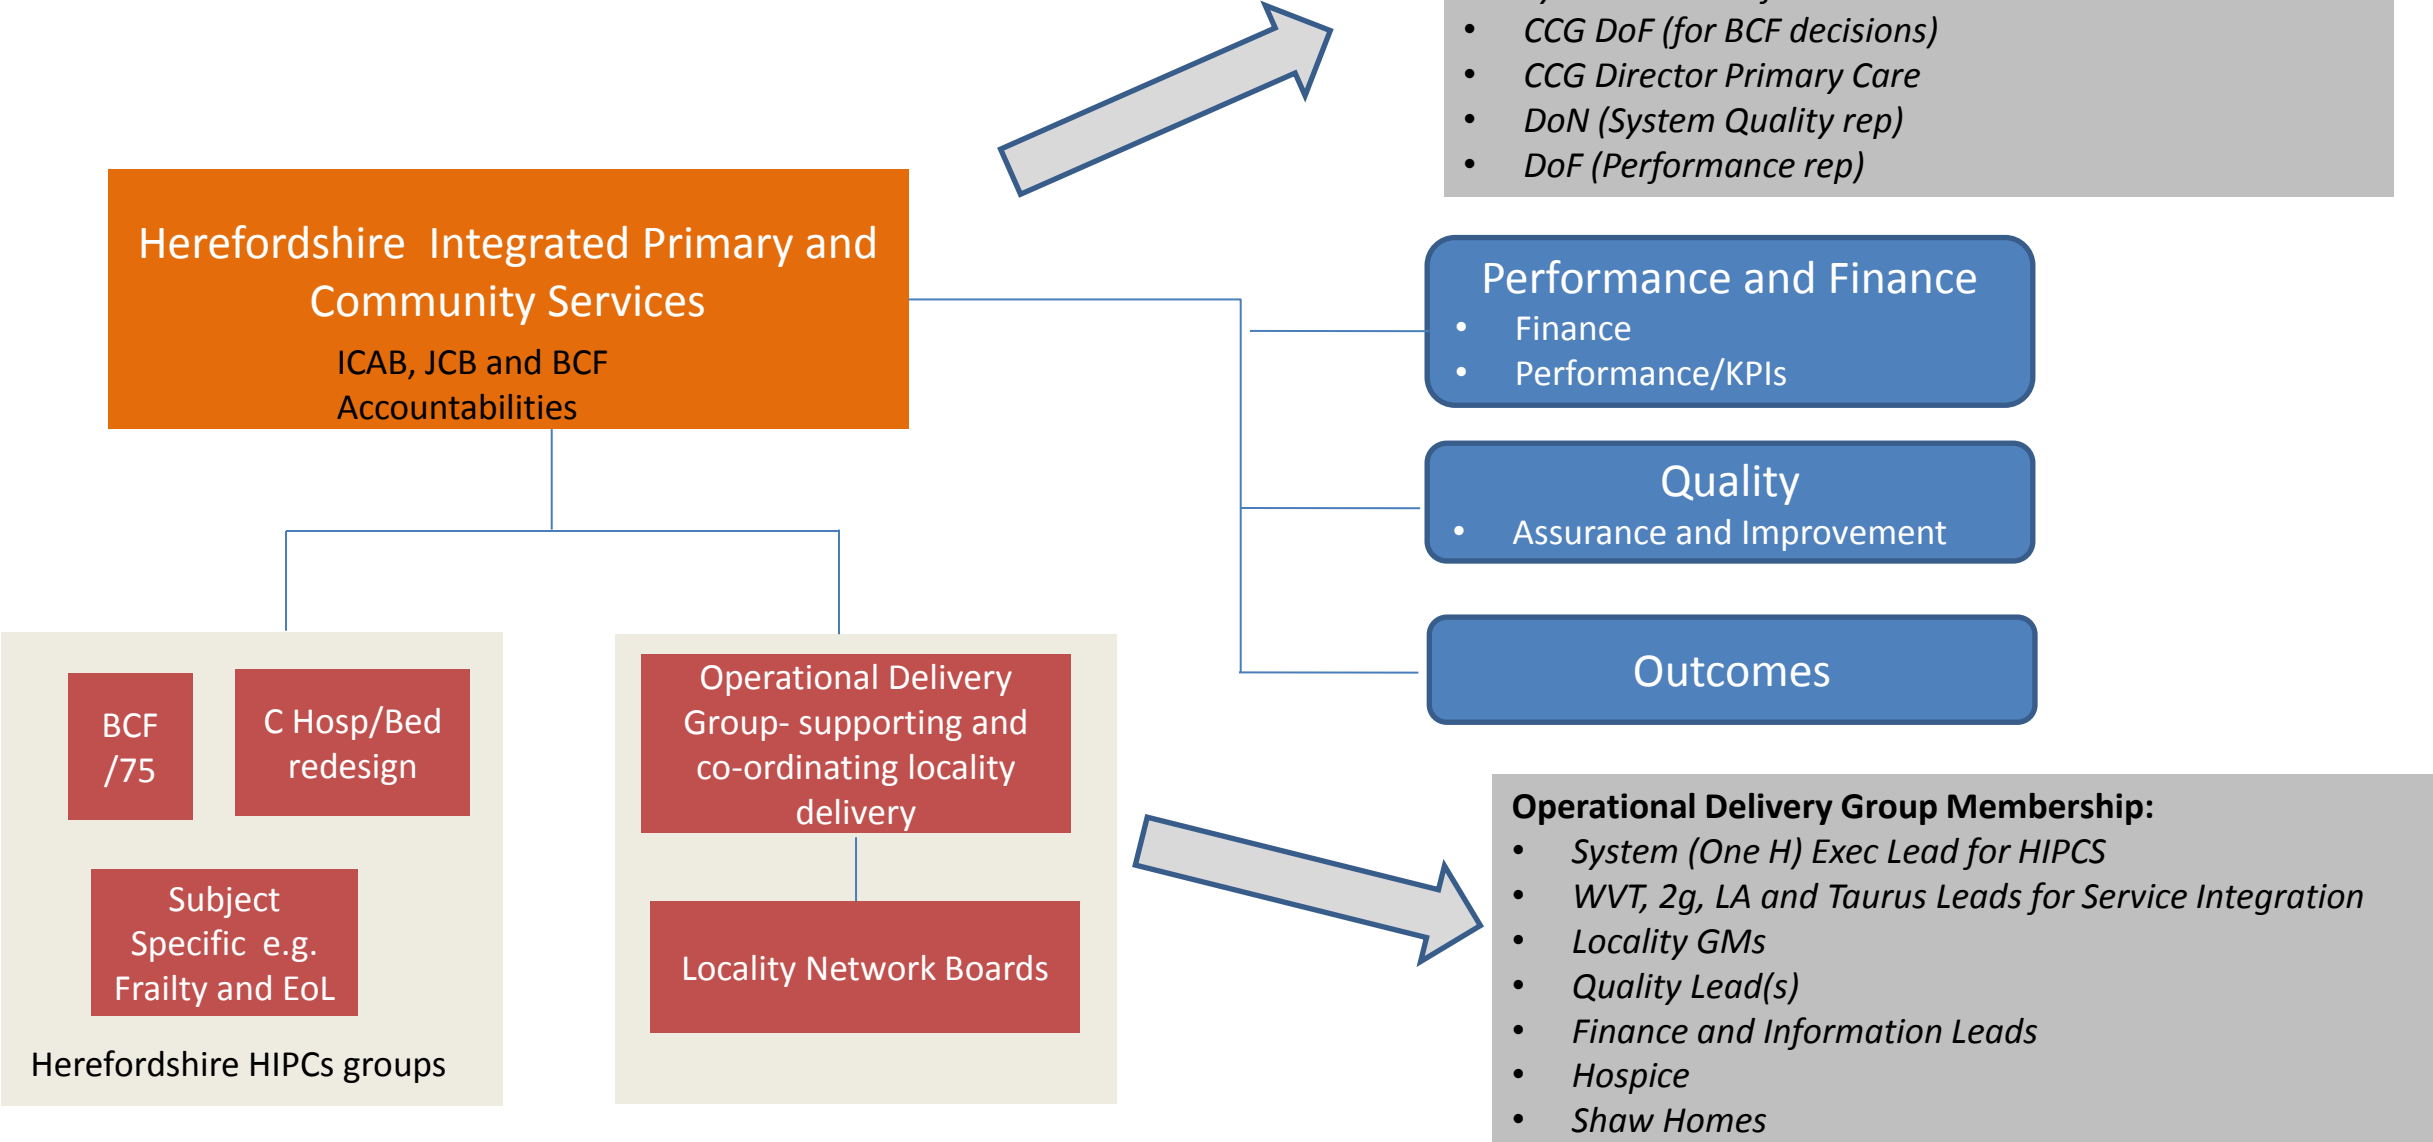 • CCG DoF (for BCF decisions)
• CCG Director Primary Care
• DoN (System Quality rep)
• DoF (Performance rep)
Herefordshire  Integrated Primary and
Community Services
ICAB, JCB and BCF
Accountabilities
Performance and Finance
• Finance
• Performance/KPIs
Quality
• Assurance and Improvement
Outcomes
BCF
/75
C Hosp/Bed
redesign
Subject
Specific  e.g.
Frailty and EoL
Herefordshire HIPCs groups
Operational Delivery
Group- supporting and
co-ordinating locality
delivery
Locality Network Boards
Operational Delivery Group Membership:
• System (One H) Exec Lead for HIPCS
• WVT, 2g, LA and Taurus Leads for Service Integration
• Locality GMs
• Quality Lead(s)
• Finance and Information Leads
• Hospice
• Shaw Homes